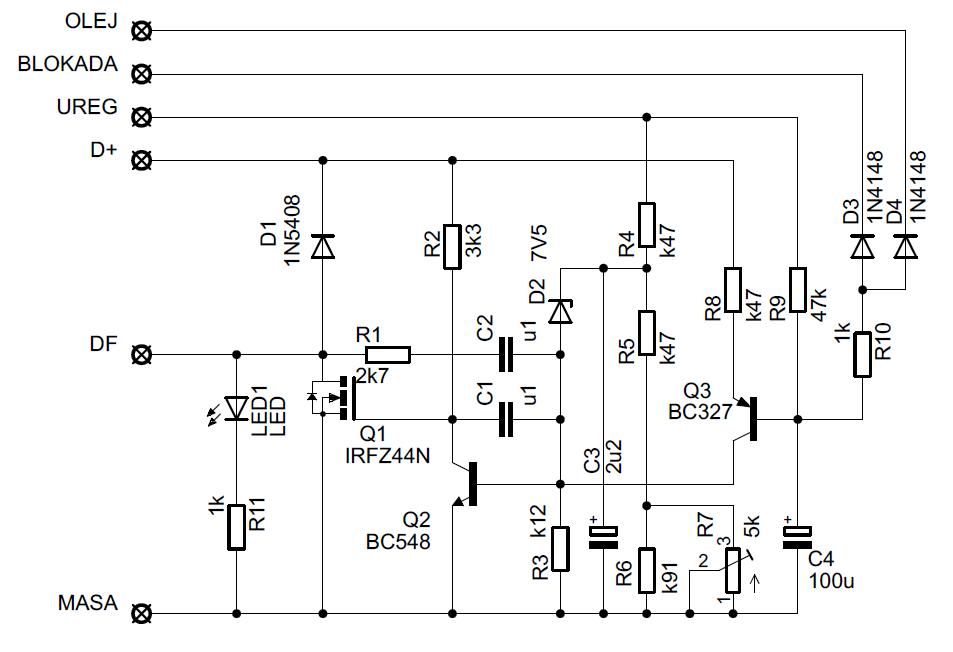 OLEJ
BLOKADA
UREG
D+
D1
1N5408
R2
3k3
7V5
D2
R4
k47
D3
1N4148
D4
1N4148
R8
k47
R9
47k
1k
R10
DF
R1
2k7
C2
u1
R5
k47
LED1
LED
Q1
IRFZ44N
C1
u1
Q3
BC327
C3
2u2
1k
R11
Q2
BC548
k12
R3
+
R6
k91
R7
5k
3
2
1
+
C4
100u
MASA